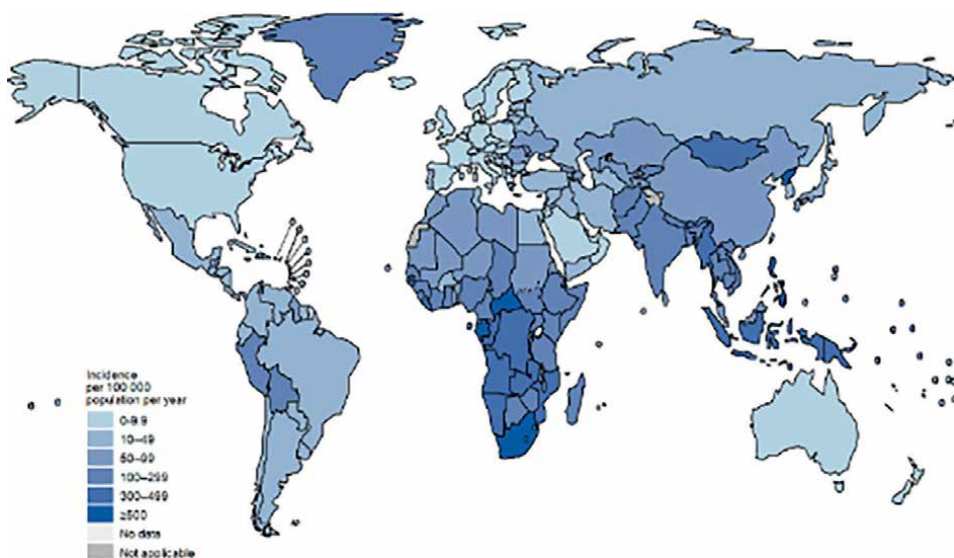 Incidence
per 100 000
population per year
0–9.9
10–49
50–99
100–299
300–499
≥500
No data
Not applicable